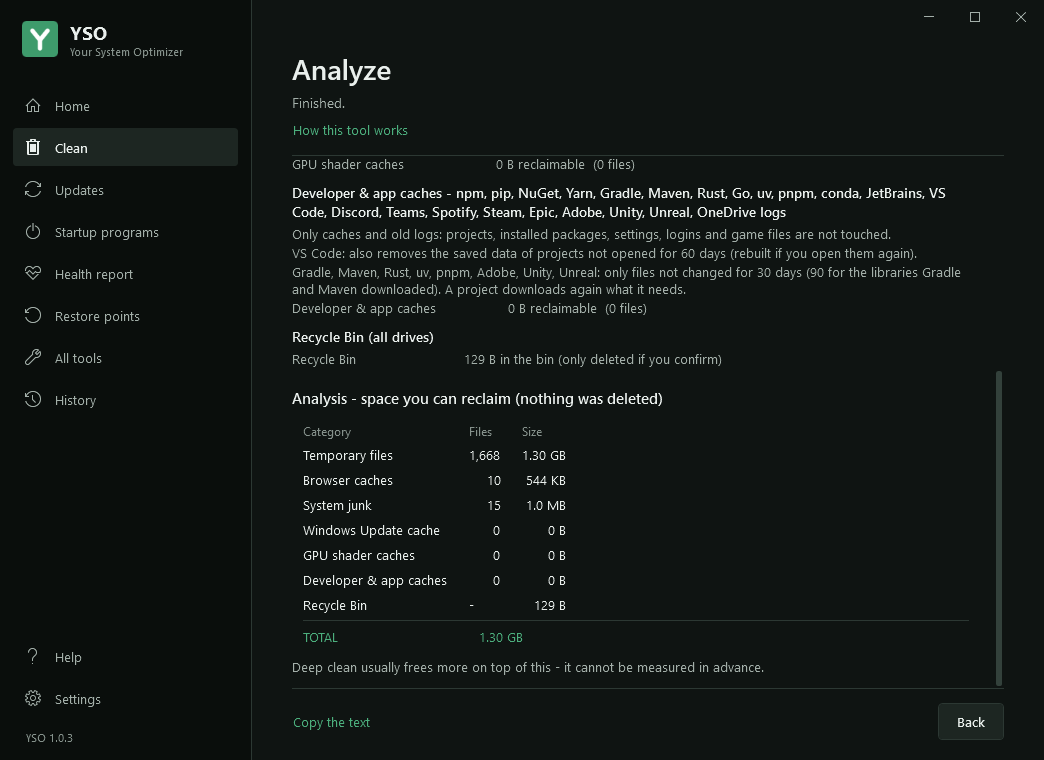 Y
YSO
Your System Optimizer
Home
Clean
Updates
Startup programs
Health report
Restore points
All tools
History
Help
Settings
YSO 1.0.3
Analyze
Finished.
How this tool works
GPU shader caches 0 B reclaimable (0 files)
Developer & app caches - npm, pip, NuGet, Yarn, Gradle, Maven, Rust, Go, uv, pnpm, conda, JetBrains, VS
Code, Discord, Teams, Spotify, Steam, Epic, Adobe, Unity, Unreal, OneDrive logs
Only caches and old logs: projects, installed packages, settings, logins and game files are not touched.
VS Code: also removes the saved data of projects not opened for 60 days (rebuilt if you open them again).
Gradle, Maven, Rust, uv, pnpm, Adobe, Unity, Unreal: only files not changed for 30 days (90 for the libraries Gradle
and Maven downloaded). A project downloads again what it needs.
Developer & app caches 0 B reclaimable (0 files)
Recycle Bin (all drives)
Recycle Bin 129 B in the bin (only deleted if you confirm)
Analysis - space you can reclaim (nothing was deleted)
Category Files Size
Temporary files 1,668 1.30 GB
Browser caches 10 544 KB
System junk 15 1.0 MB
Windows Update cache 0 0 B
GPU shader caches 0 0 B
Developer & app caches 0 0 B
Recycle Bin - 129 B
TOTAL 1.30 GB
Deep clean usually frees more on top of this - it cannot be measured in advance.
Copy the text
Back